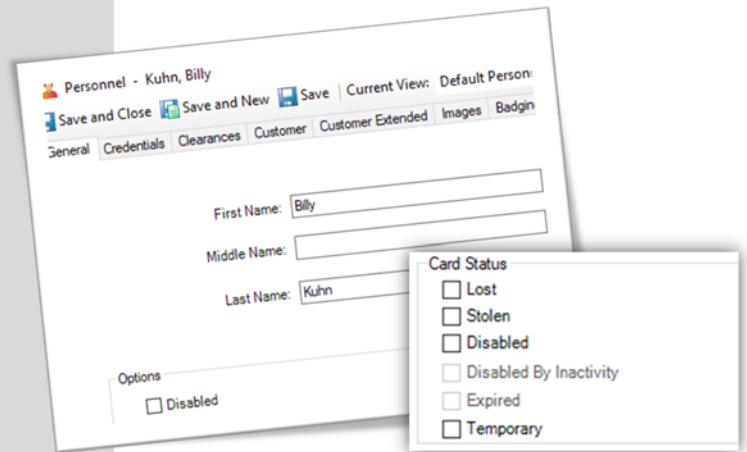 Personnel - Kuhn, Billy
Save and Close Save and New Save Current View: Default
General Credentials Clearances Customer Customer Extended Images
First Name: Billy
Middle Name:
Last Name: Kuhn
Options
Disabled
Card Status
Lost
Stolen
Disabled
Disabled By Inactivity
Expired
Temporary